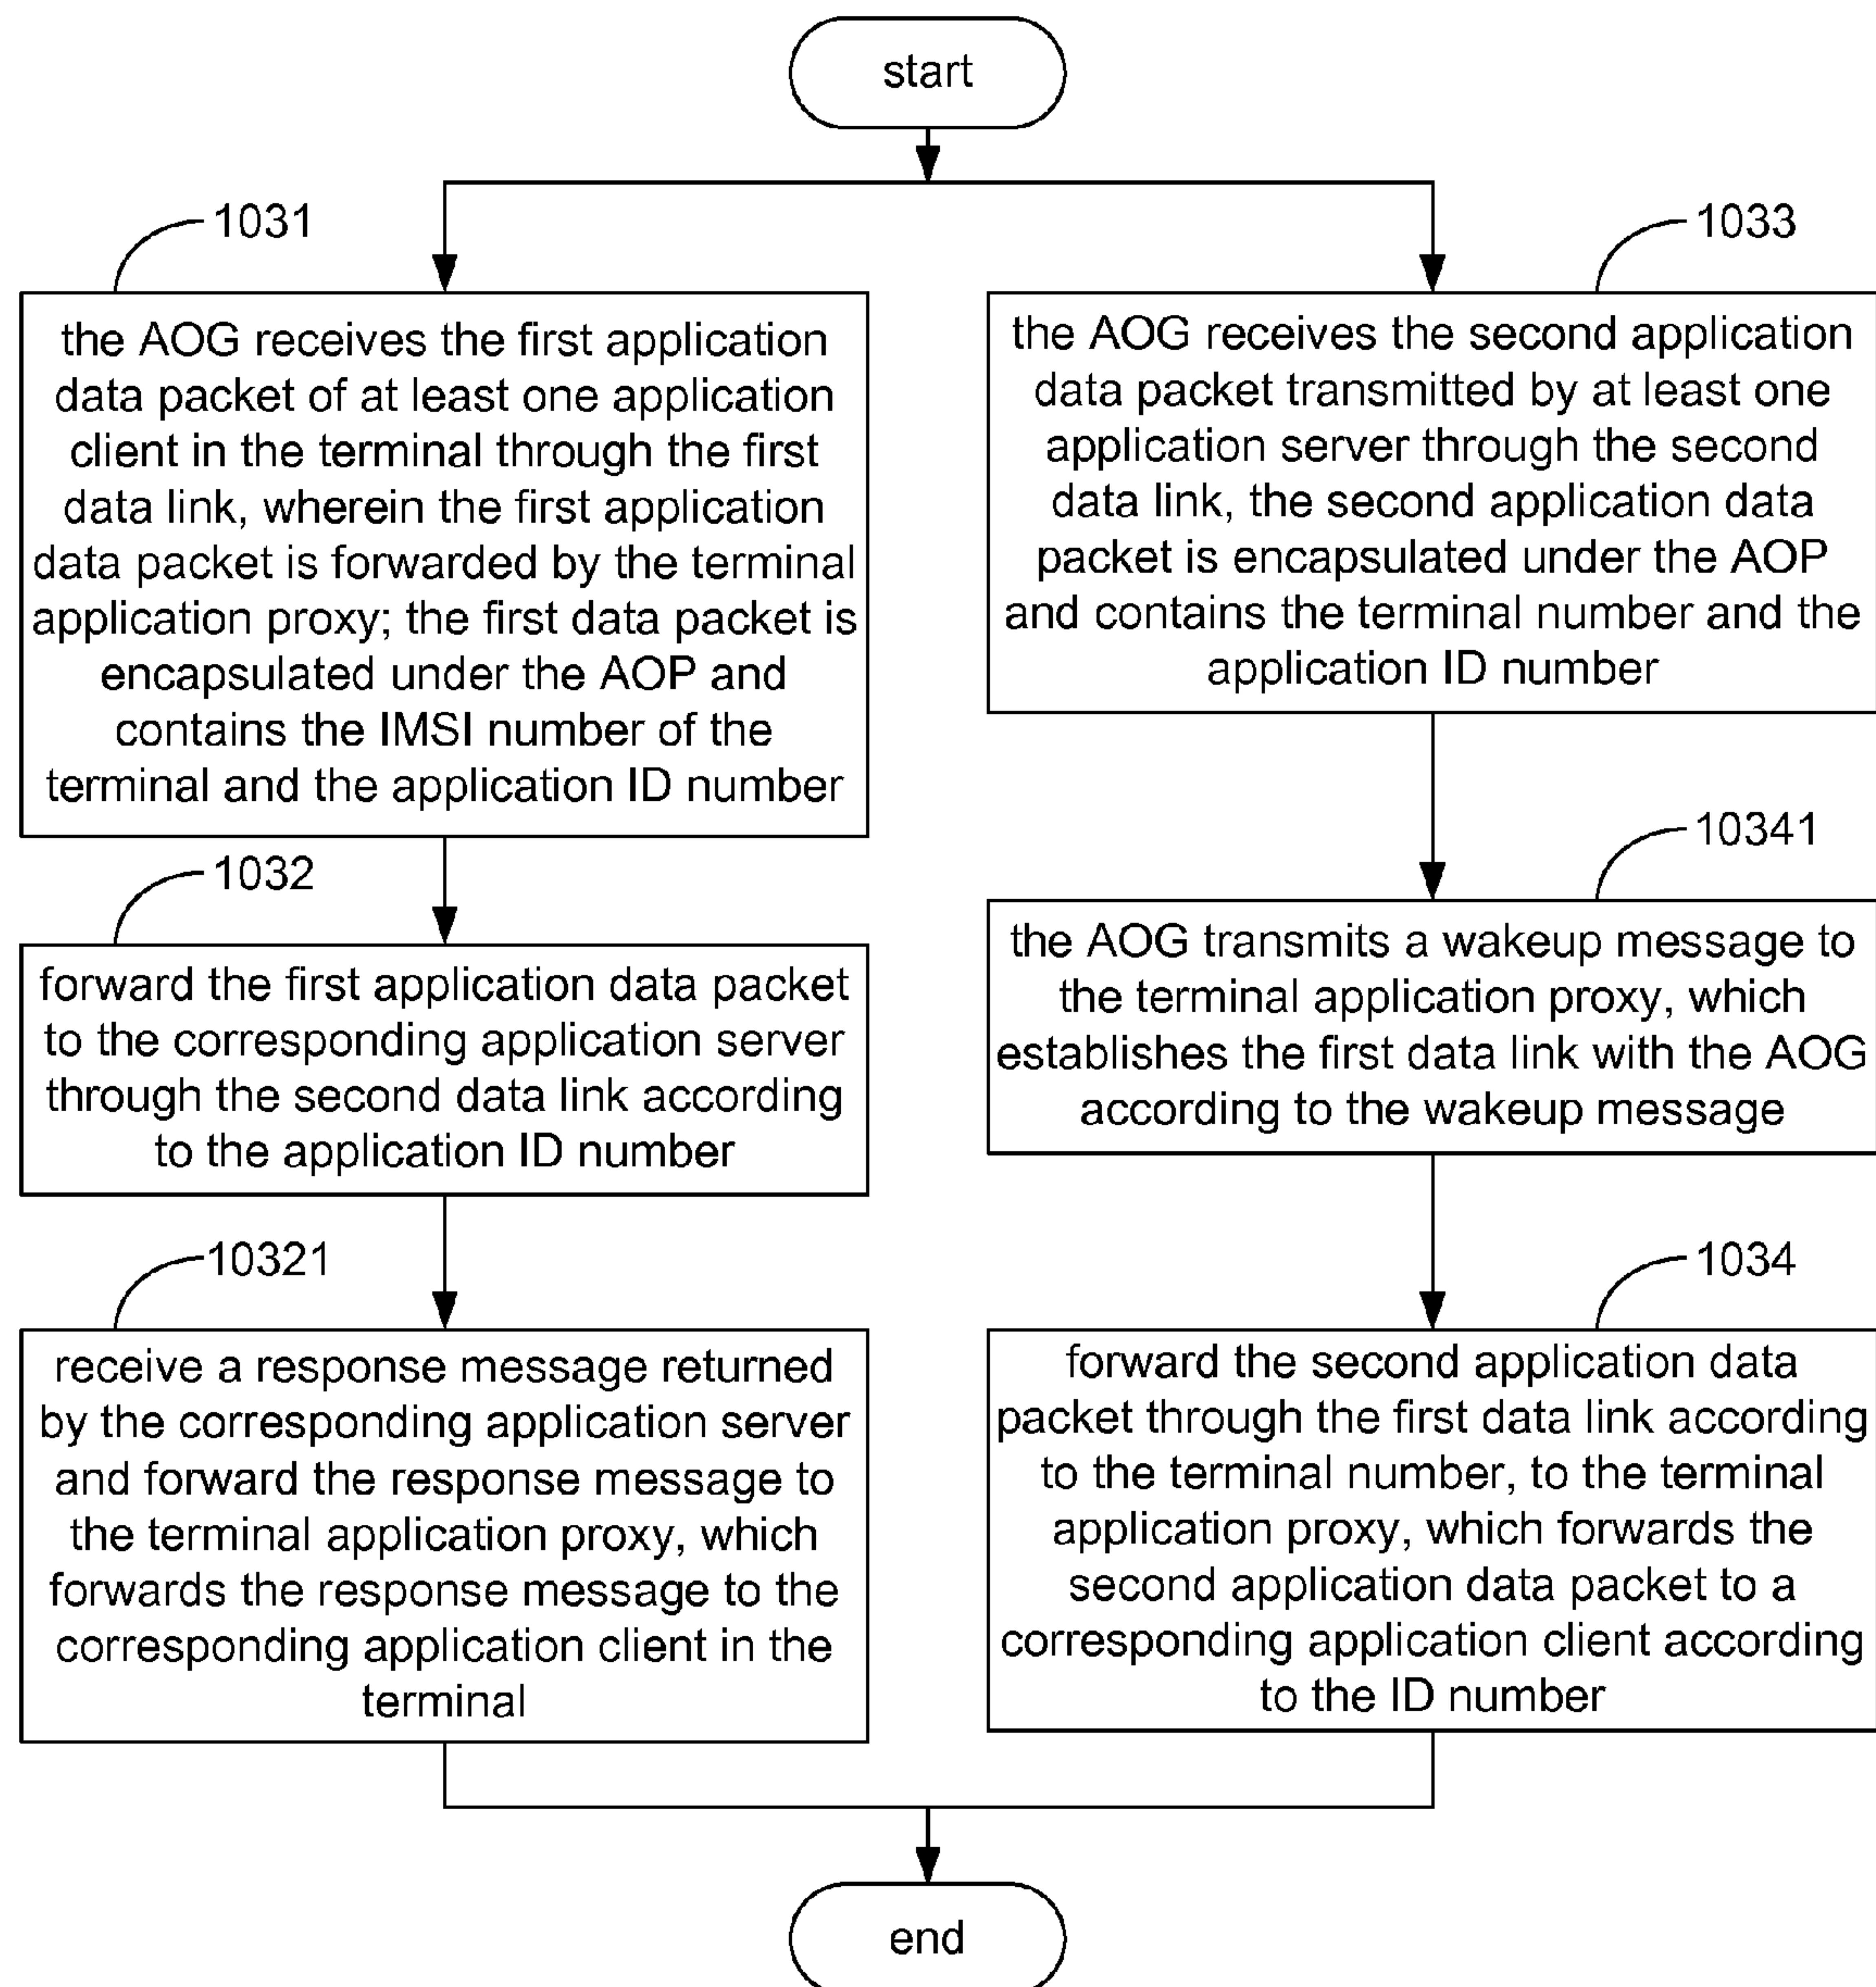 start
1031
the AOG receives the first application
data packet of at least one application
client in the terminal through the first
data link, wherein the first application
data packet is forwarded by the terminal
application proxy; the first data packet is
encapsulated under the AOP and
contains the IMSI number of the
terminal and the application ID number
1032
forward the first application data packet
to the corresponding application server
through the second data link according
to the application ID number
10321
receive a response message returned
by the corresponding application server
and forward the response message to
the terminal application proxy, which
forwards the response message to the
corresponding application client in the
terminal
1033
the AOG receives the second application
data packet transmitted by at least one
application server through the second
data link, the second application data
packet is encapsulated under the AOP
and contains the terminal number and the
application ID number
10341
the AOG transmits a wakeup message to
the terminal application proxy, which
establishes the first data link with the AOG
according to the wakeup message
1034
forward the second application data
packet through the first data link according
to the terminal number, to the terminal
application proxy, which forwards the
second application data packet to a
corresponding application client according
to the ID number
end